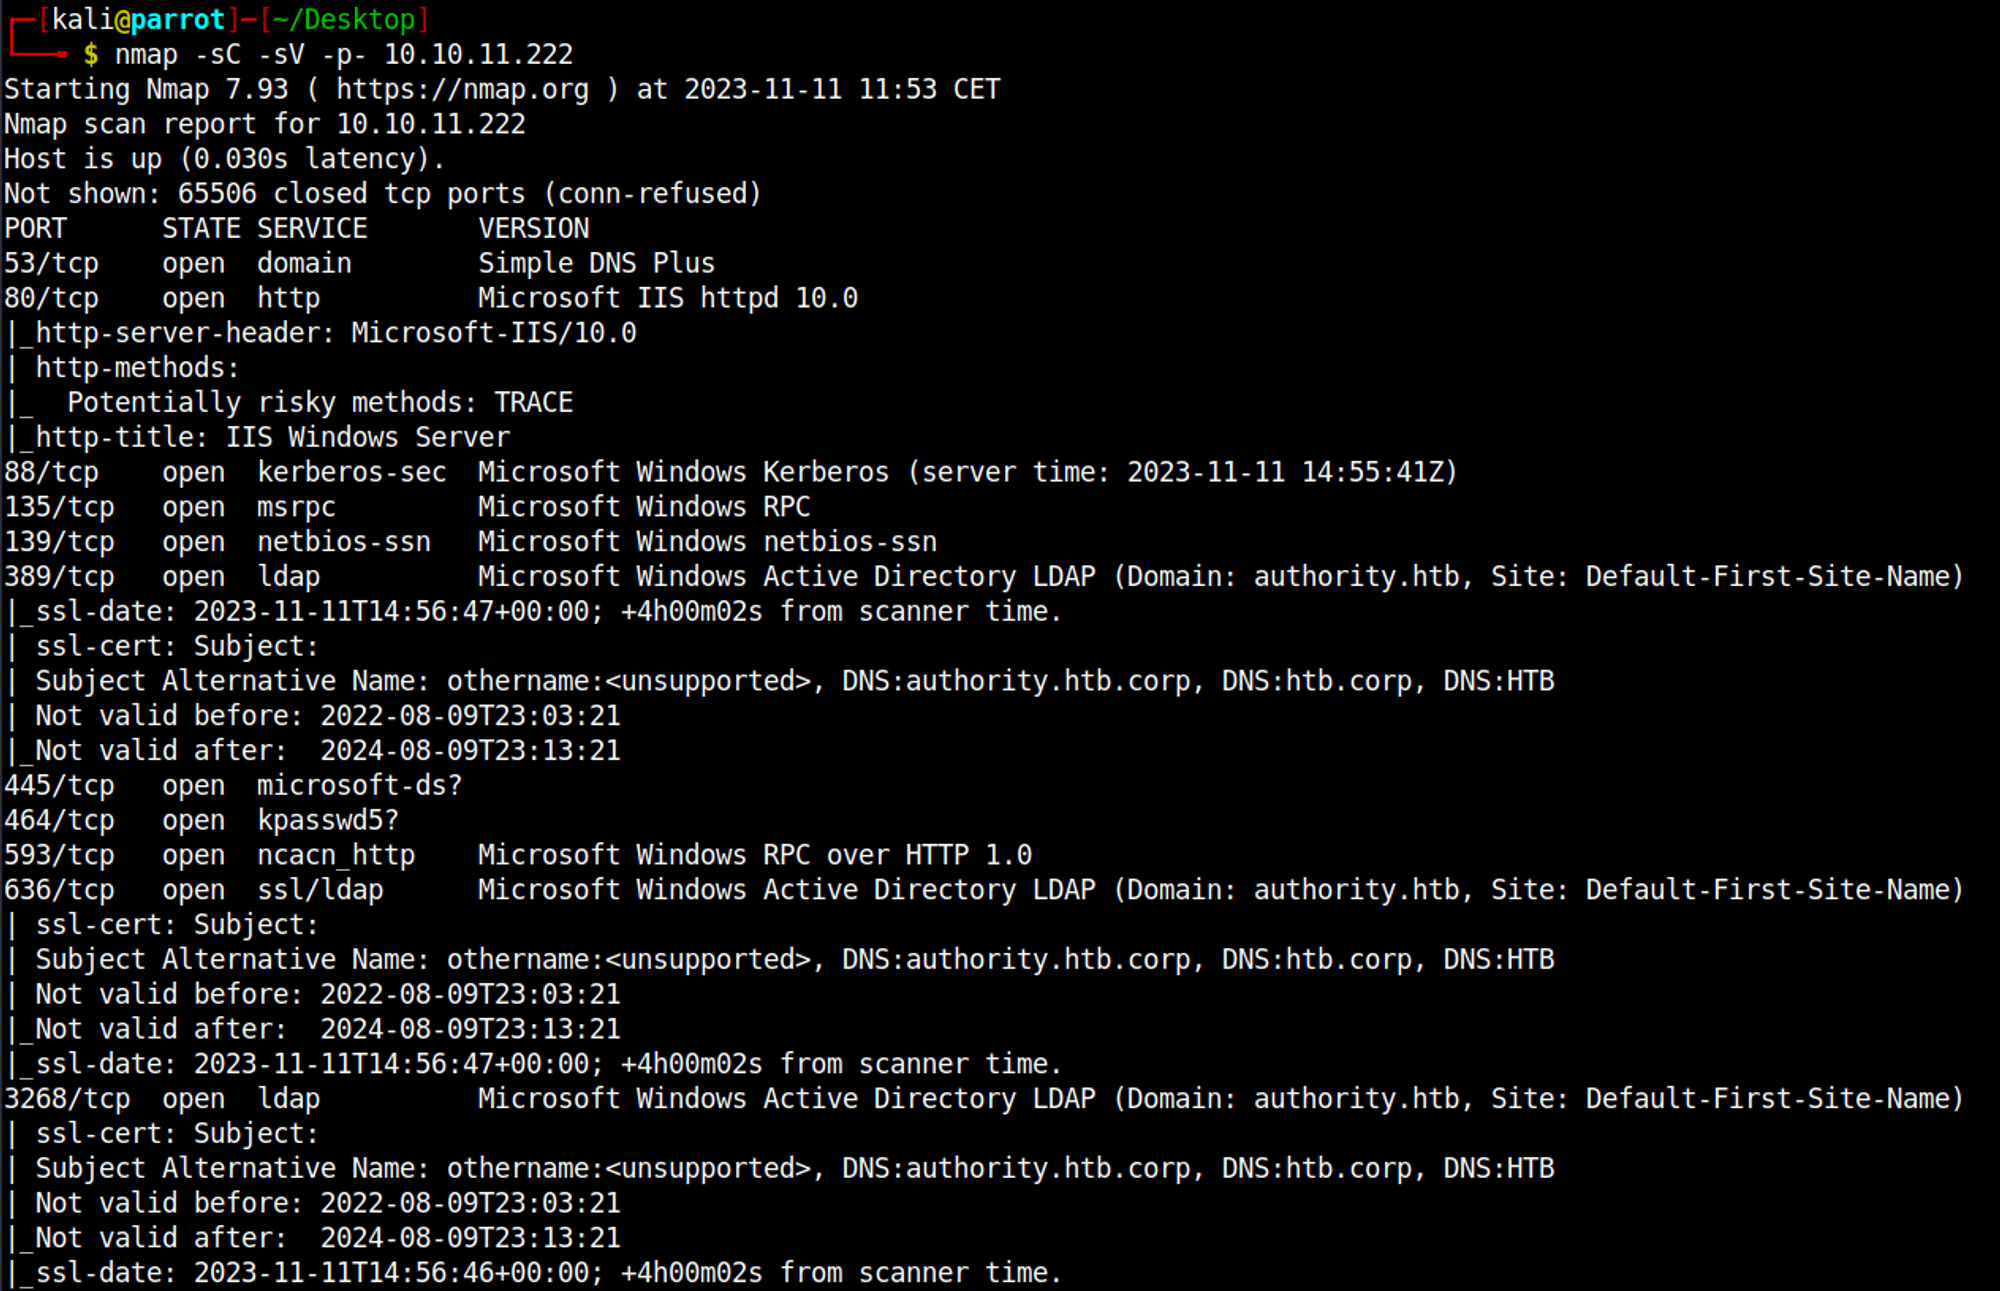 ┌─[kali@parrot]─[~/Desktop]
└──╼ $ nmap -sC -sV -p- 10.10.11.222
Starting Nmap 7.93 ( https://nmap.org ) at 2023-11-11 11:53 CET
Nmap scan report for 10.10.11.222
Host is up (0.030s latency).
Not shown: 65506 closed tcp ports (conn-refused)
PORT      STATE SERVICE       VERSION
53/tcp    open  domain        Simple DNS Plus
80/tcp    open  http          Microsoft IIS httpd 10.0
|_http-server-header: Microsoft-IIS/10.0
| http-methods:
|_  Potentially risky methods: TRACE
|_http-title: IIS Windows Server
88/tcp    open  kerberos-sec  Microsoft Windows Kerberos (server time: 2023-11-11 14:55:41Z)
135/tcp   open  msrpc         Microsoft Windows RPC
139/tcp   open  netbios-ssn   Microsoft Windows netbios-ssn
389/tcp   open  ldap          Microsoft Windows Active Directory LDAP (Domain: authority.htb, Site: Default-First-Site-Name)
|_ssl-date: 2023-11-11T14:56:47+00:00; +4h00m02s from scanner time.
| ssl-cert: Subject:
| Subject Alternative Name: othername:<unsupported>, DNS:authority.htb.corp, DNS:htb.corp, DNS:HTB
| Not valid before: 2022-08-09T23:03:21
|_Not valid after:  2024-08-09T23:13:21
445/tcp   open  microsoft-ds?
464/tcp   open  kpasswd5?
593/tcp   open  ncacn_http    Microsoft Windows RPC over HTTP 1.0
636/tcp   open  ssl/ldap      Microsoft Windows Active Directory LDAP (Domain: authority.htb, Site: Default-First-Site-Name)
| ssl-cert: Subject:
| Subject Alternative Name: othername:<unsupported>, DNS:authority.htb.corp, DNS:htb.corp, DNS:HTB
| Not valid before: 2022-08-09T23:03:21
|_Not valid after:  2024-08-09T23:13:21
|_ssl-date: 2023-11-11T14:56:47+00:00; +4h00m02s from scanner time.
3268/tcp  open  ldap          Microsoft Windows Active Directory LDAP (Domain: authority.htb, Site: Default-First-Site-Name)
| ssl-cert: Subject:
| Subject Alternative Name: othername:<unsupported>, DNS:authority.htb.corp, DNS:htb.corp, DNS:HTB
| Not valid before: 2022-08-09T23:03:21
|_Not valid after:  2024-08-09T23:13:21
|_ssl-date: 2023-11-11T14:56:46+00:00; +4h00m02s from scanner time.